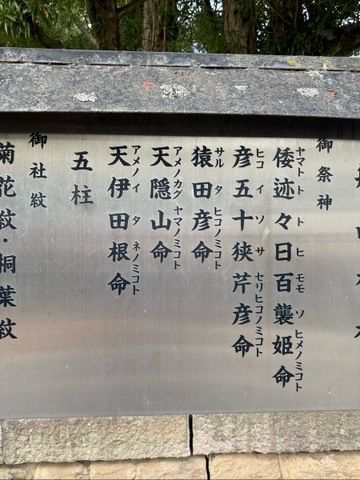 御祭神
倭迹々日百襲姫命
ヤマトトトヒモモソヒメノミコト
彦五十狭芹彦命
ヒコイソサセリヒコノミコト
猿田彦命
サルタヒコノミコト
天隠山命
アメノカグヤマノミコト
天伊田根命
アメノイタネノミコト
五柱
御社紋
菊花紋・桐葉紋